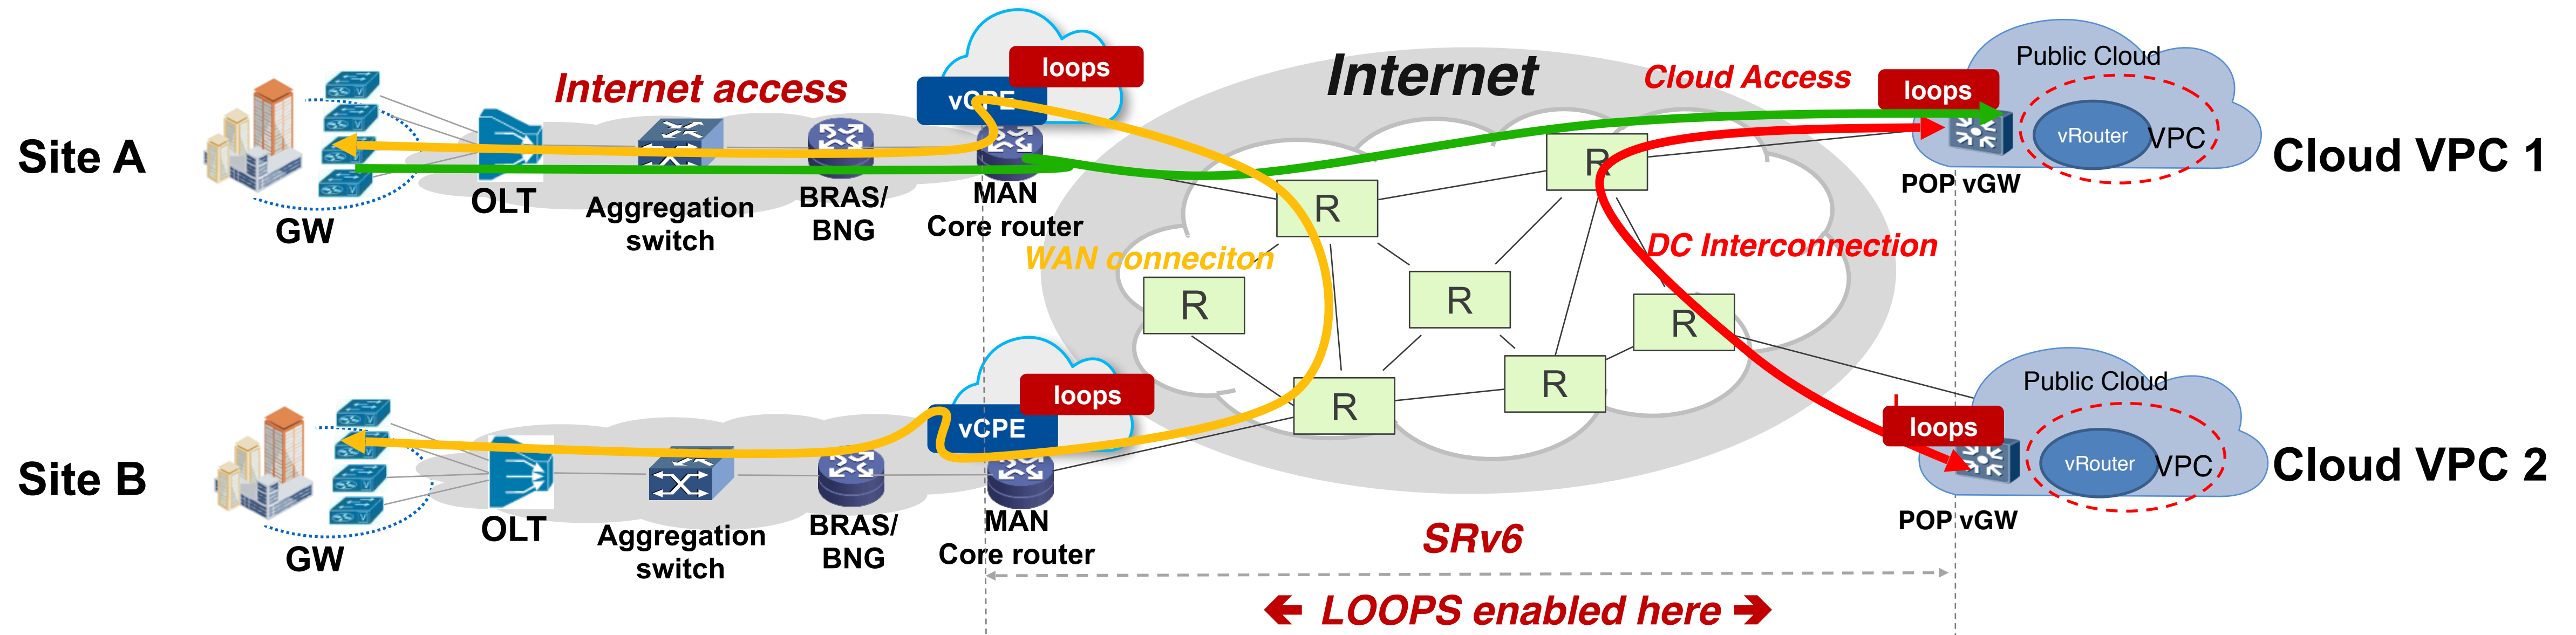 Internet
Internet access
Cloud Access
loops
loops
Public Cloud
vCPE
vRouter
VPC
Site A
Cloud VPC 1
GW
OLT
Aggregation
switch
BRAS/
BNG
MAN
Core router
POP vGW
R
R
WAN conneciton
DC Interconnection
R
R
R
R
R
loops
loops
Public Cloud
vCPE
vRouter
VPC
Site B
Cloud VPC 2
GW
OLT
Aggregation
switch
BRAS/
BNG
MAN
Core router
POP vGW
SRv6
LOOPS enabled here